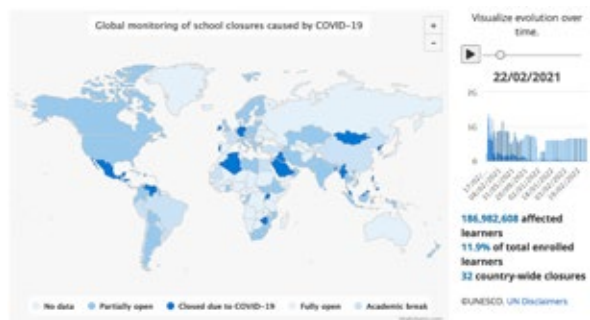 Global monitoring of school closures caused by COVID-19
+
-
Visualize evolution over
time.
22/02/2021
186,982,608 affected
learners
11.9% of total enrolled
learners
32 country-wide closures
©UNESCO. UN Disclaimers
No data
Partially open
Closed due to COVID-19
Fully open
Academic break